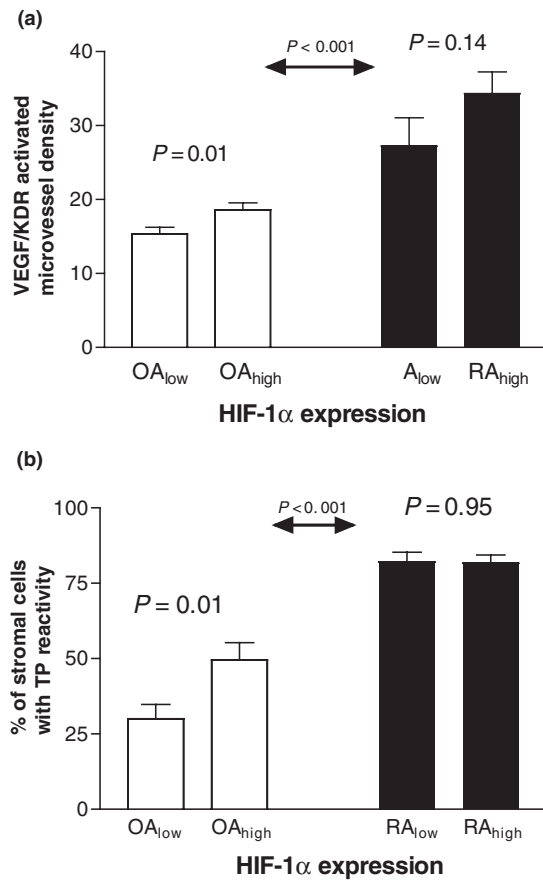 (a)
P < 0.001
P = 0.14
40
30
P = 0.01
20
10
0
VEGF/KDR activated
microvessel density
OAlow OAhigh Alow RAhigh
HIF-1α expression
(b)
P < 0.001
P = 0.95
100
75
P = 0.01
50
25
0
% of stromal cells
with TP reactivity
OAlow OAhigh RAlow RAhigh
HIF-1α expression